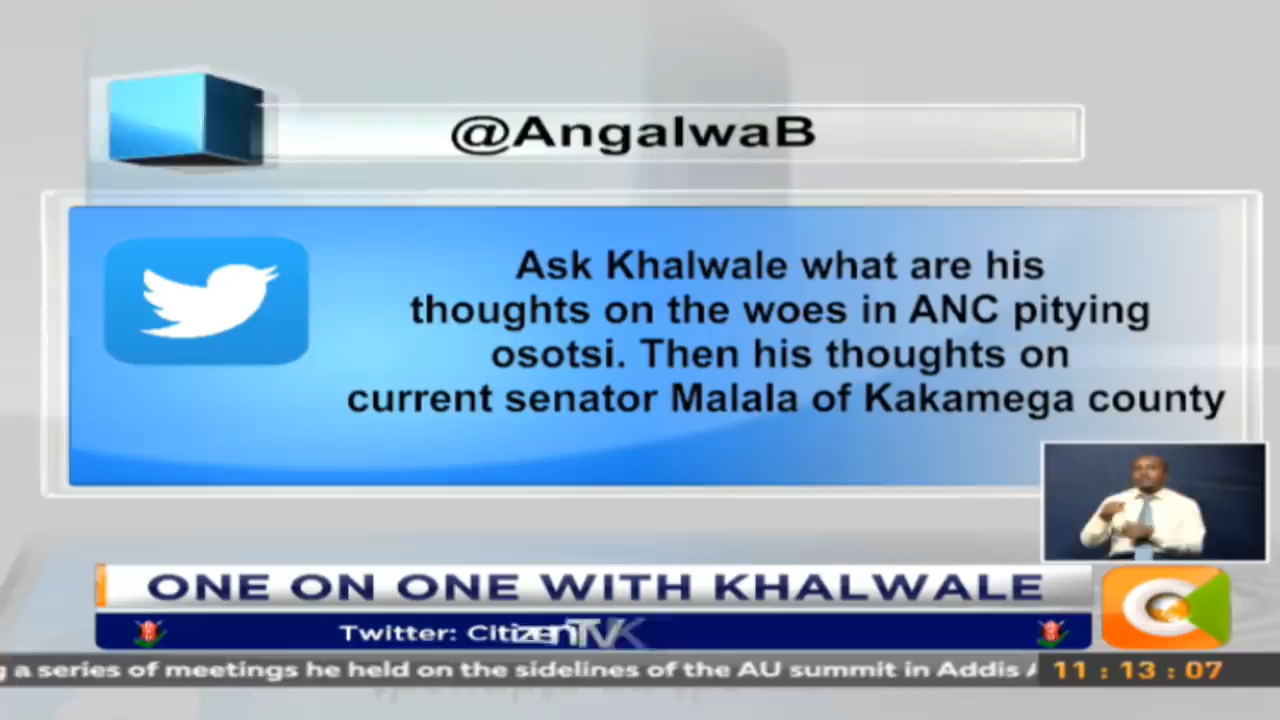 @AngalwaB
Ask Khalwale what are his
thoughts on the woes in ANC pitying
osotsi. Then his thoughts on
current senator Malala of Kakamega county
ONE ON ONE WITH KHALWALE
Twitter:
g a series of meetings he held on the sidelines of the AU summit in Addis A
11 : 13 : 07